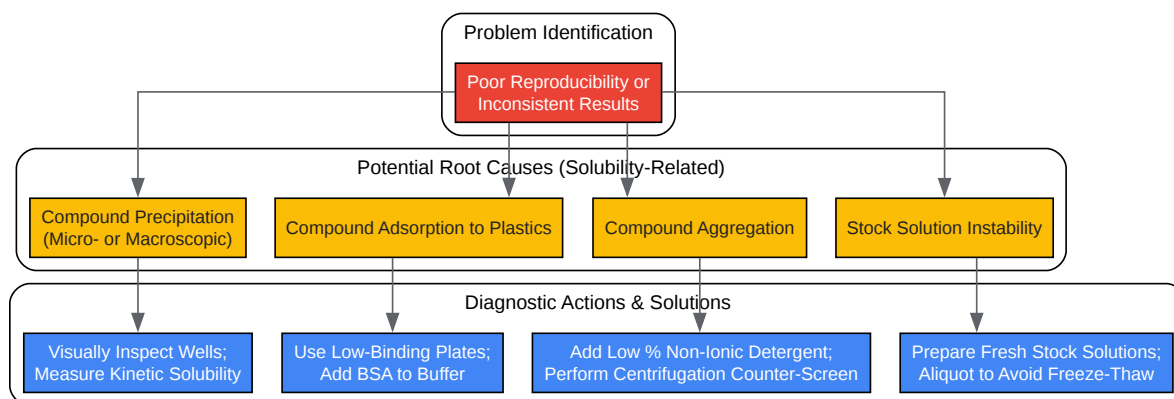 Problem Identification
Poor Reproducibility or
Inconsistent Results
Potential Root Causes (Solubility-Related)
Compound Precipitation
(Micro- or Macroscopic)
Compound Adsorption to Plastics
Compound Aggregation
Stock Solution Instability
Diagnostic Actions & Solutions
Visually Inspect Wells;
Measure Kinetic Solubility
Use Low-Binding Plates;
Add BSA to Buffer
Add Low % Non-Ionic Detergent;
Perform Centrifugation Counter-Screen
Prepare Fresh Stock Solutions;
Aliquot to Avoid Freeze-Thaw